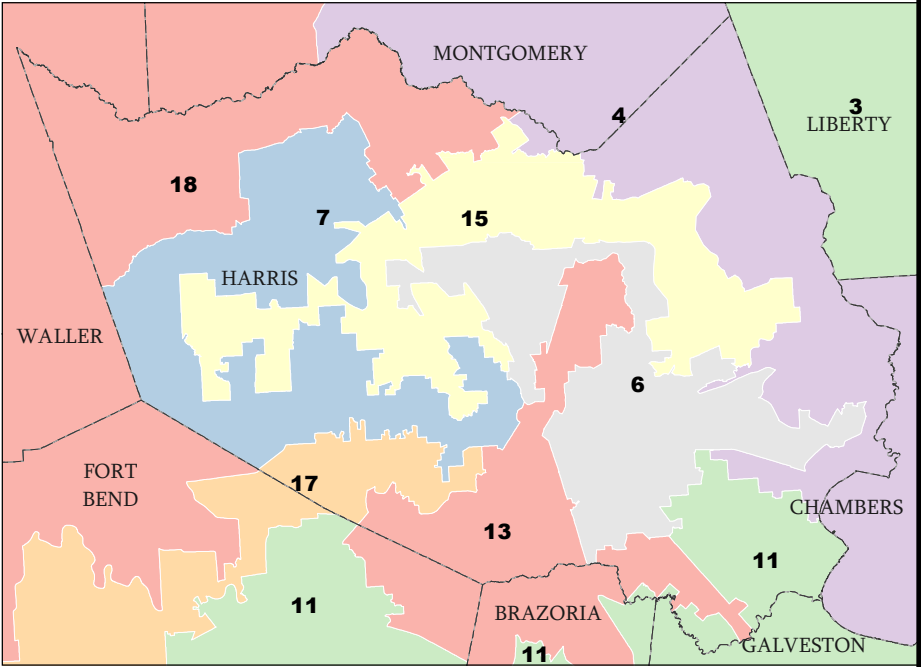 MONTGOMERY
4
3
LIBERTY
18
7
15
HARRIS
WALLER
6
FORT
BEND
17
CHAMBERS
13
11
11
BRAZORIA
GALVESTON
11